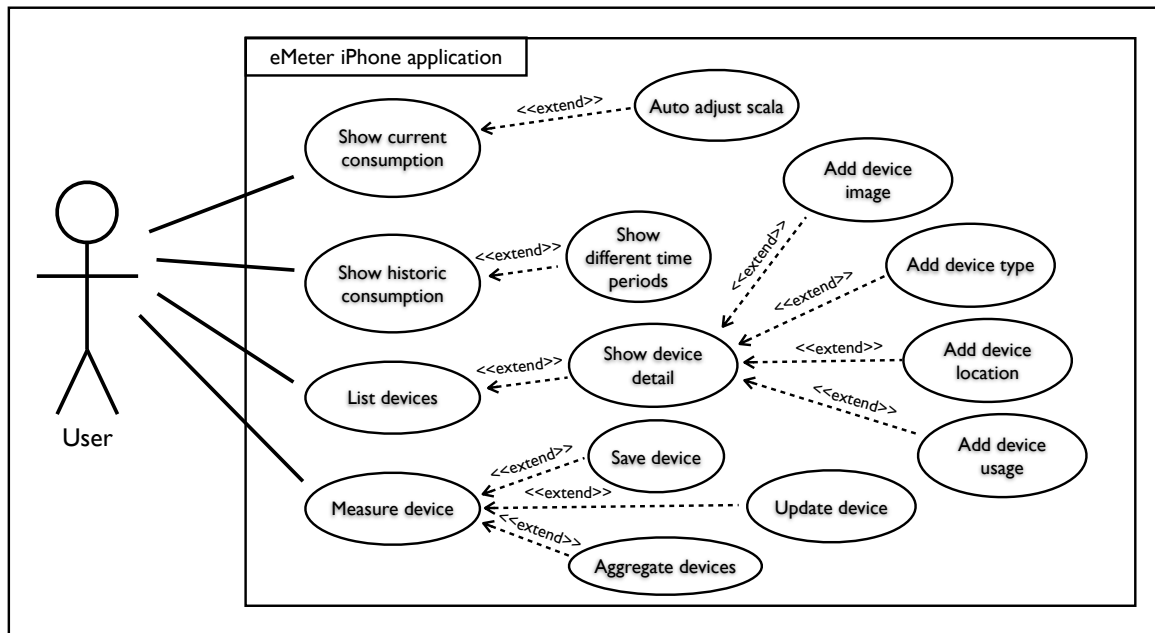 eMeter iPhone application
<<extend>>
Auto adjust scala
Show current
consumption
Add device
image
<<extend>>
Show
different time
periods
<<extend>>
Show historic
consumption
<<extend>>
Add device type
<<extend>>
Show device
detail
<<extend>>
Add device
location
<<extend>>
List devices
User
<<extend>>
Add device
usage
<<extend>>
Save device
<<extend>>
Update device
Measure device
<<extend>>
Aggregate devices